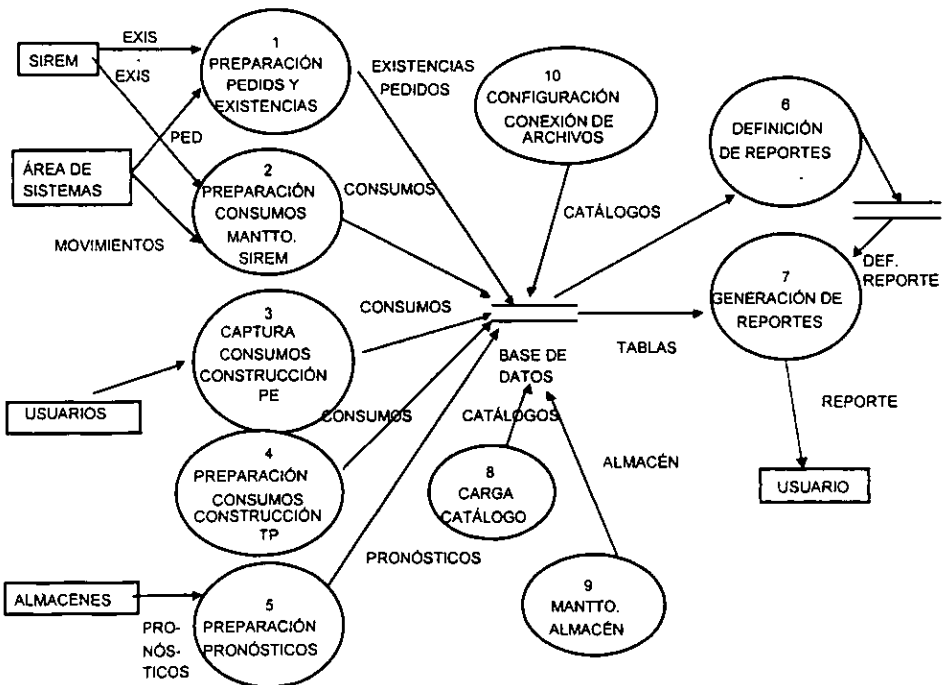 SIREM
EXIS
EXIS
1
PREPARACIÓN
PEDIDS Y
EXISTENCIAS
EXISTENCIAS
PEDIDOS
10
CONFIGURACIÓN
CONEXIÓN DE
ARCHIVOS
6
DEFINICIÓN
DE REPORTES
ÁREA DE
SISTEMAS
PED
MOVIMIENTOS
2
PREPARACIÓN
CONSUMOS
MANTTO.
SIREM
CONSUMOS
CATÁLOGOS
DEF.
REPORTE
7
GENERACIÓN DE
REPORTES
3
CAPTURA
CONSUMOS
CONSTRUCCIÓN
PE
CONSUMOS
BASE DE
DATOS
TABLAS
USUARIOS
CONSUMOS
CATÁLOGOS
REPORTE
4
PREPARACIÓN
CONSUMOS
CONSTRUCCIÓN
TP
8
CARGA
CATÁLOGO
ALMACÉN
USUARIO
PRONÓSTICOS
ALMACENES
PRO-
NÓS-
TICOS
5
PREPARACIÓN
PRONÓSTICOS
9
MANTTO.
ALMACÉN